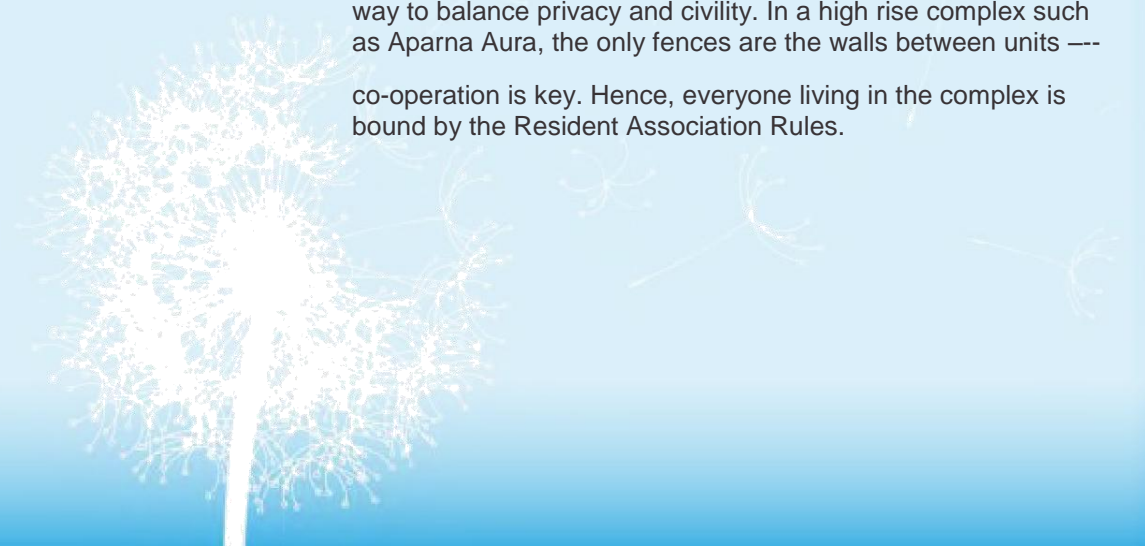 way to balance privacy and civility. In a high rise complex such
as Aparna Aura, the only fences are the walls between units –--
co-operation is key. Hence, everyone living in the complex is
bound by the Resident Association Rules.